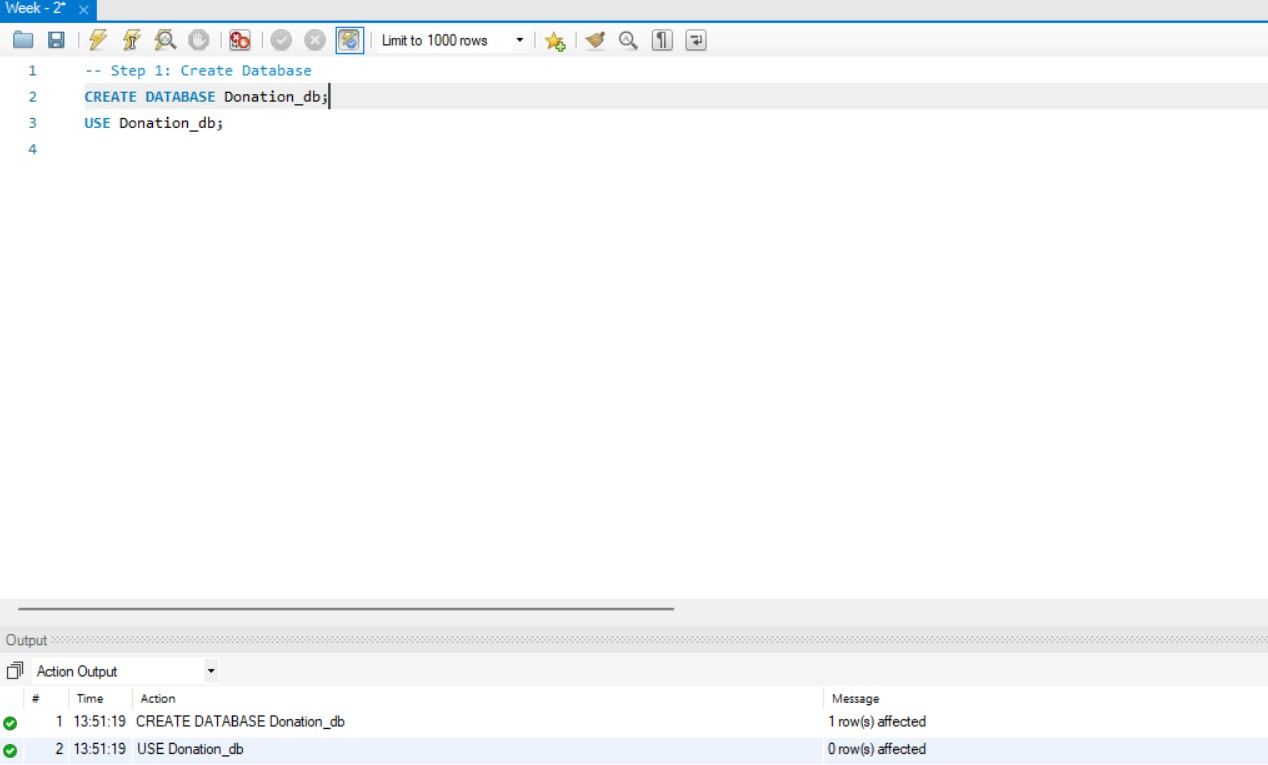 Week - 2*
Limit to 1000 rows
1 -- Step 1: Create Database
2 CREATE DATABASE Donation_db;
3 USE Donation_db;
4
Output
Action Output
# Time Action Message
1 13:51:19 CREATE DATABASE Donation_db 1 row(s) affected
2 13:51:19 USE Donation_db 0 row(s) affected